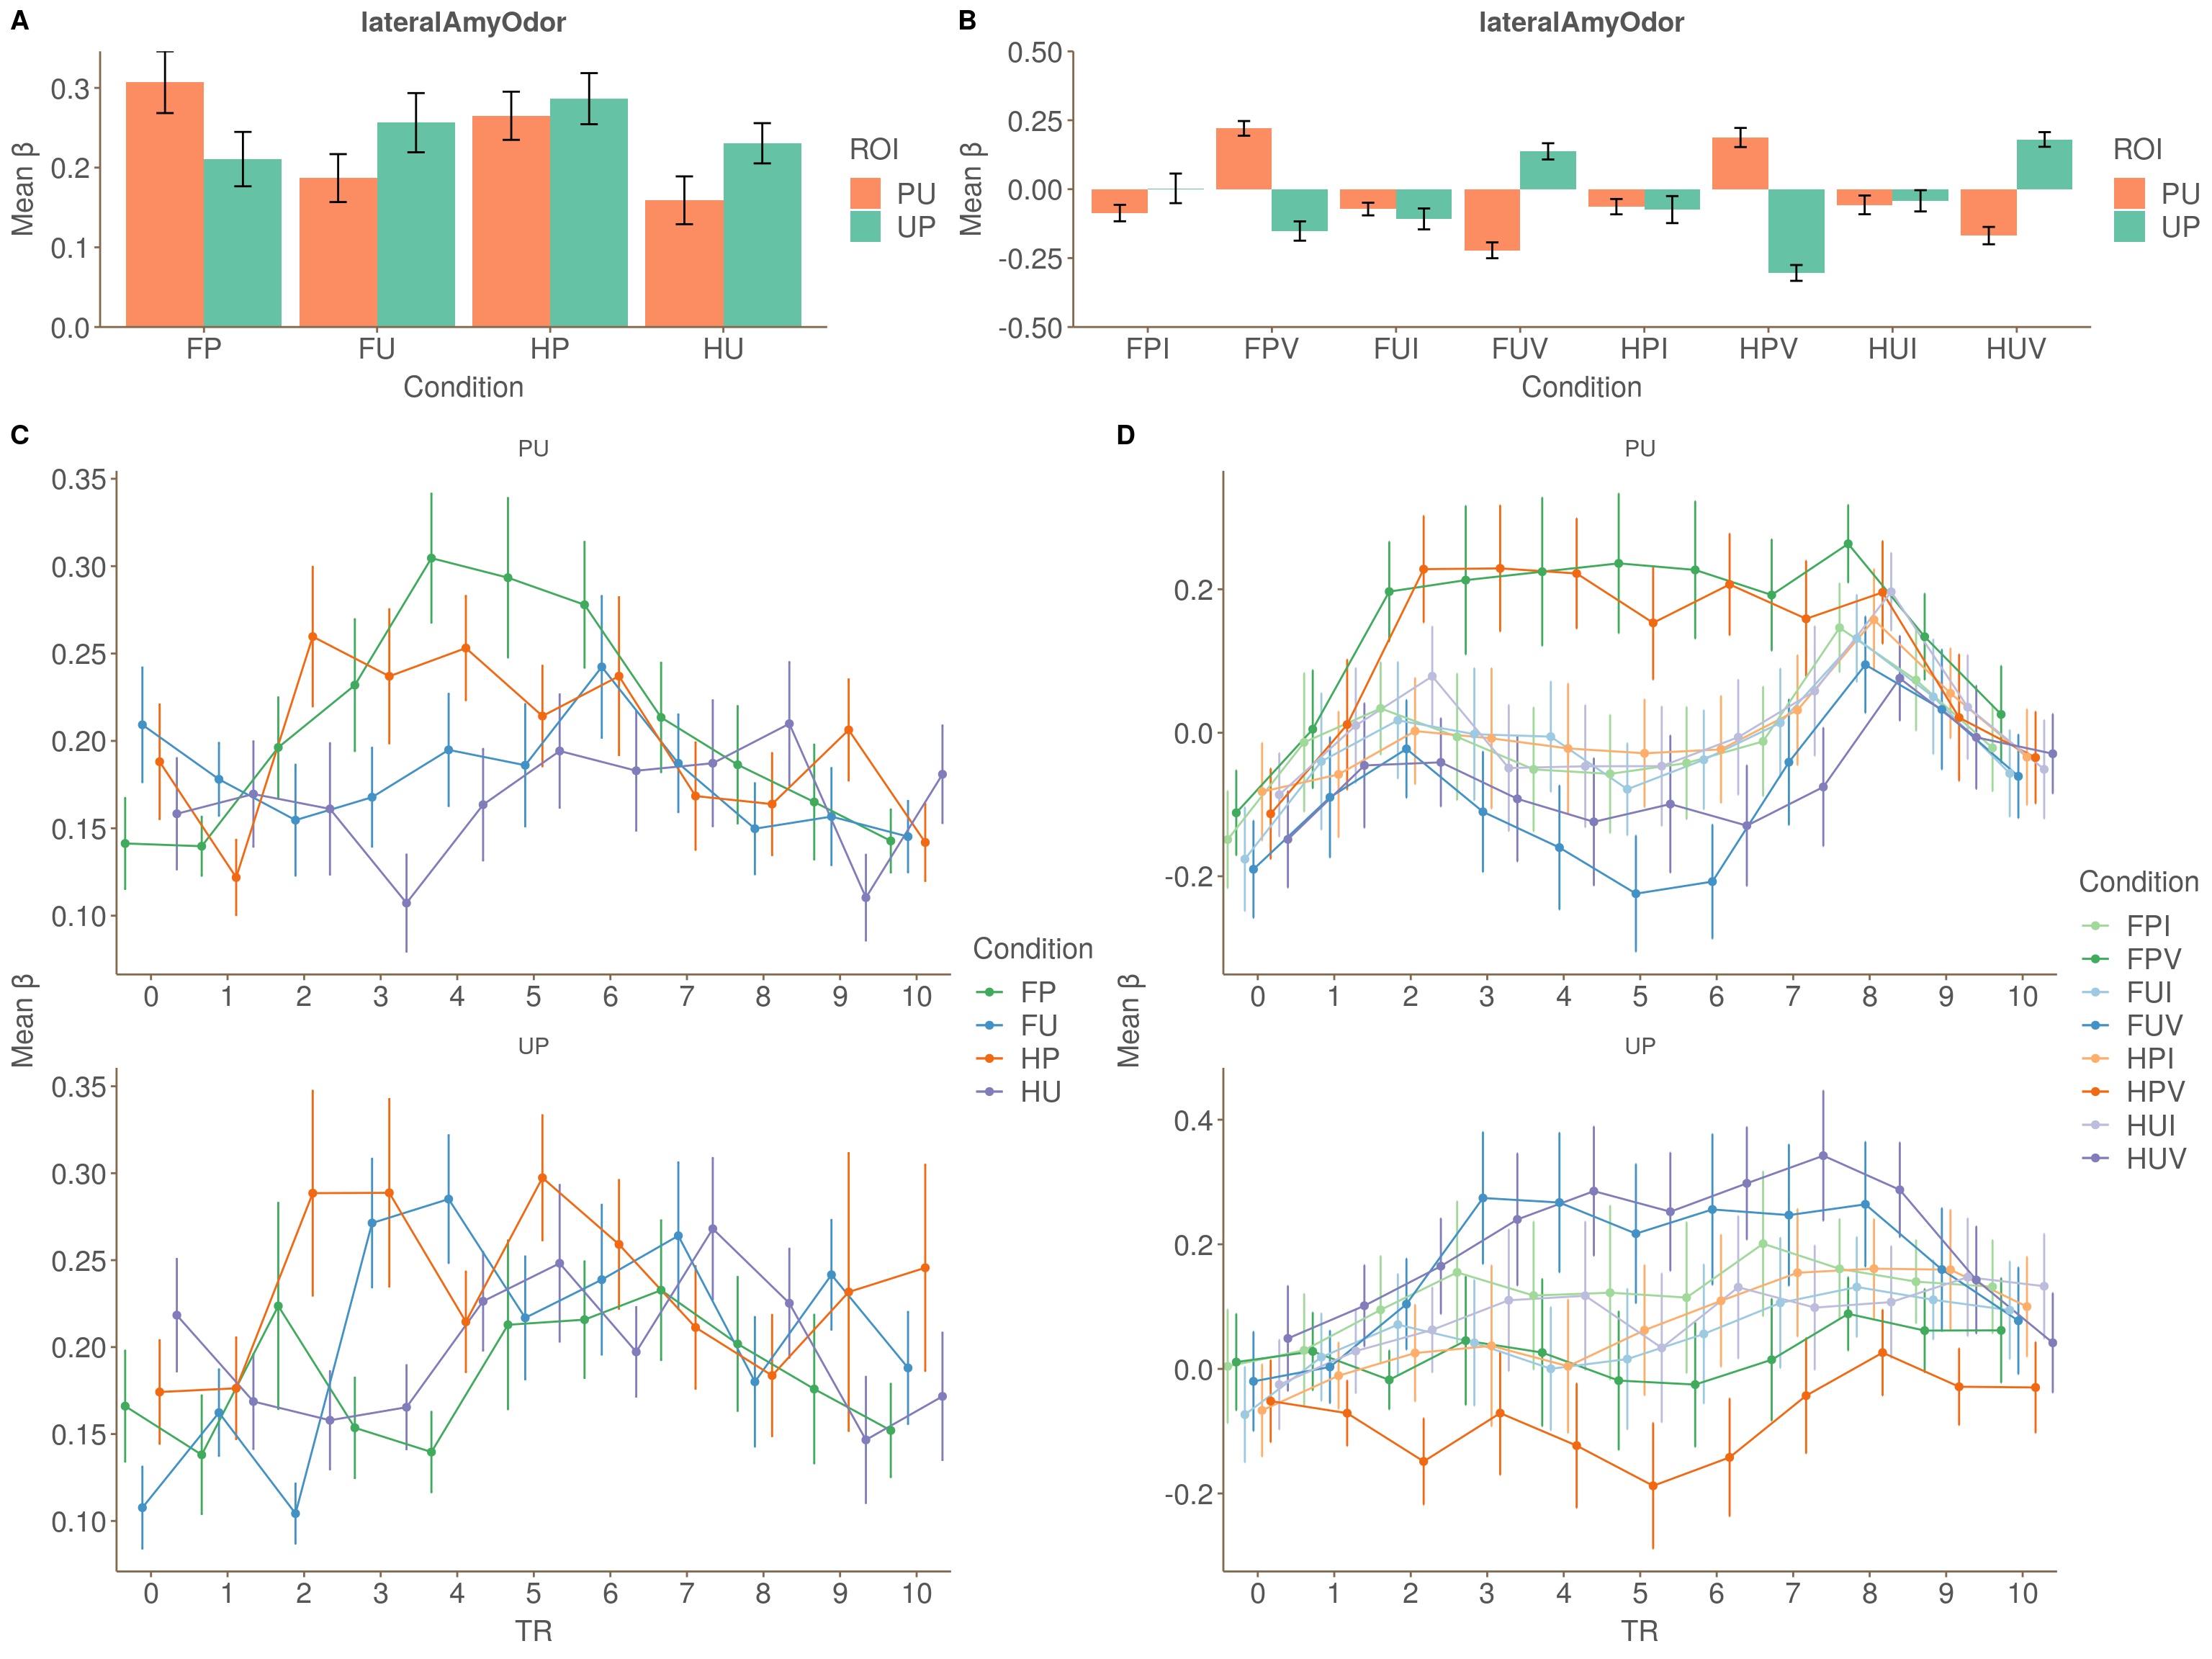 A
lateralAmyOdor
Mean β
0.3
0.2
0.1
0.0
FP FU HP HU
Condition
ROI
PU
UP
B
lateralAmyOdor
Mean β
0.50
0.25
0.00
-0.25
-0.50
FPI FPV FUI FUV HPI HPV HUI HUV
Condition
ROI
PU
UP
C
PU
0.35
0.30
0.25
0.20
0.15
0.10
0 1 2 3 4 5 6 7 8 9 10
Mean β
UP
0.35
0.30
0.25
0.20
0.15
0.10
0 1 2 3 4 5 6 7 8 9 10
TR
Condition
FP
FU
HP
HU
D
PU
0.2
0.0
-0.2
0 1 2 3 4 5 6 7 8 9 10
Mean β
UP
0.4
0.2
0.0
-0.2
0 1 2 3 4 5 6 7 8 9 10
TR
Condition
FPI
FPV
FUI
FUV
HPI
HPV
HUI
HUV